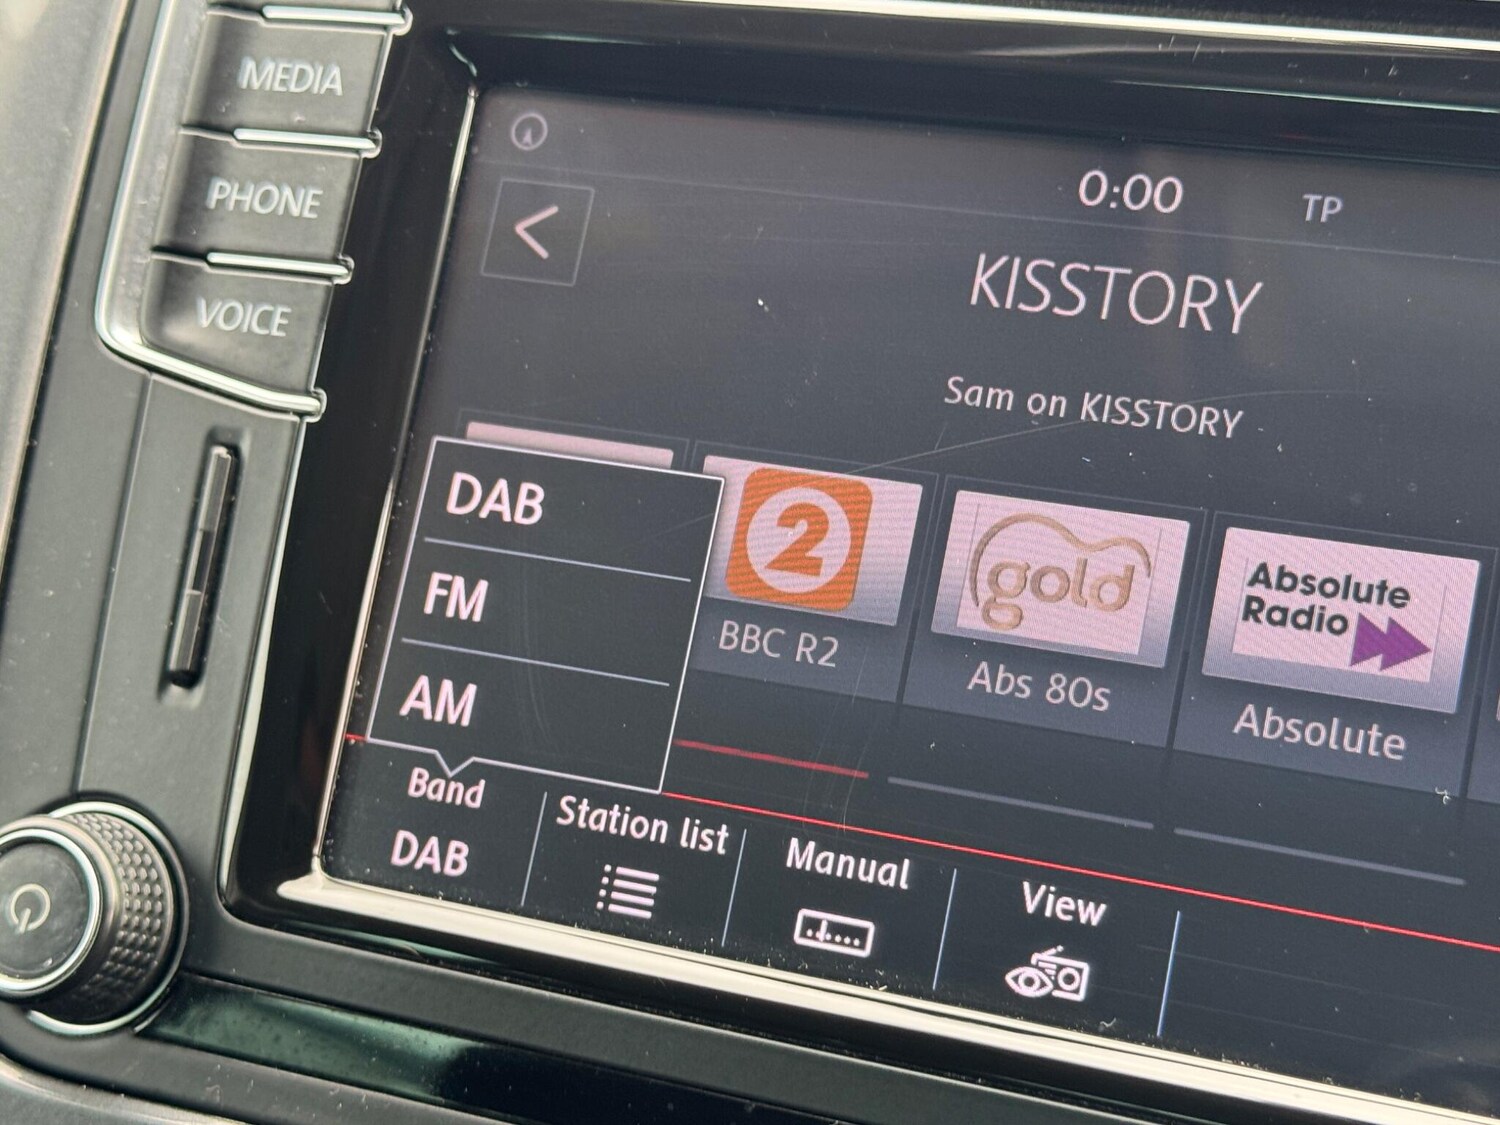 MEDIA
PHONE
VOICE
0:00
TP
KISSTORY
Sam on KISSTORY
DAB
FM
AM
2
BBC R2
gold
Abs 80s
Absolute
Radio
Absolute
Band
DAB
Station list
Manual
View